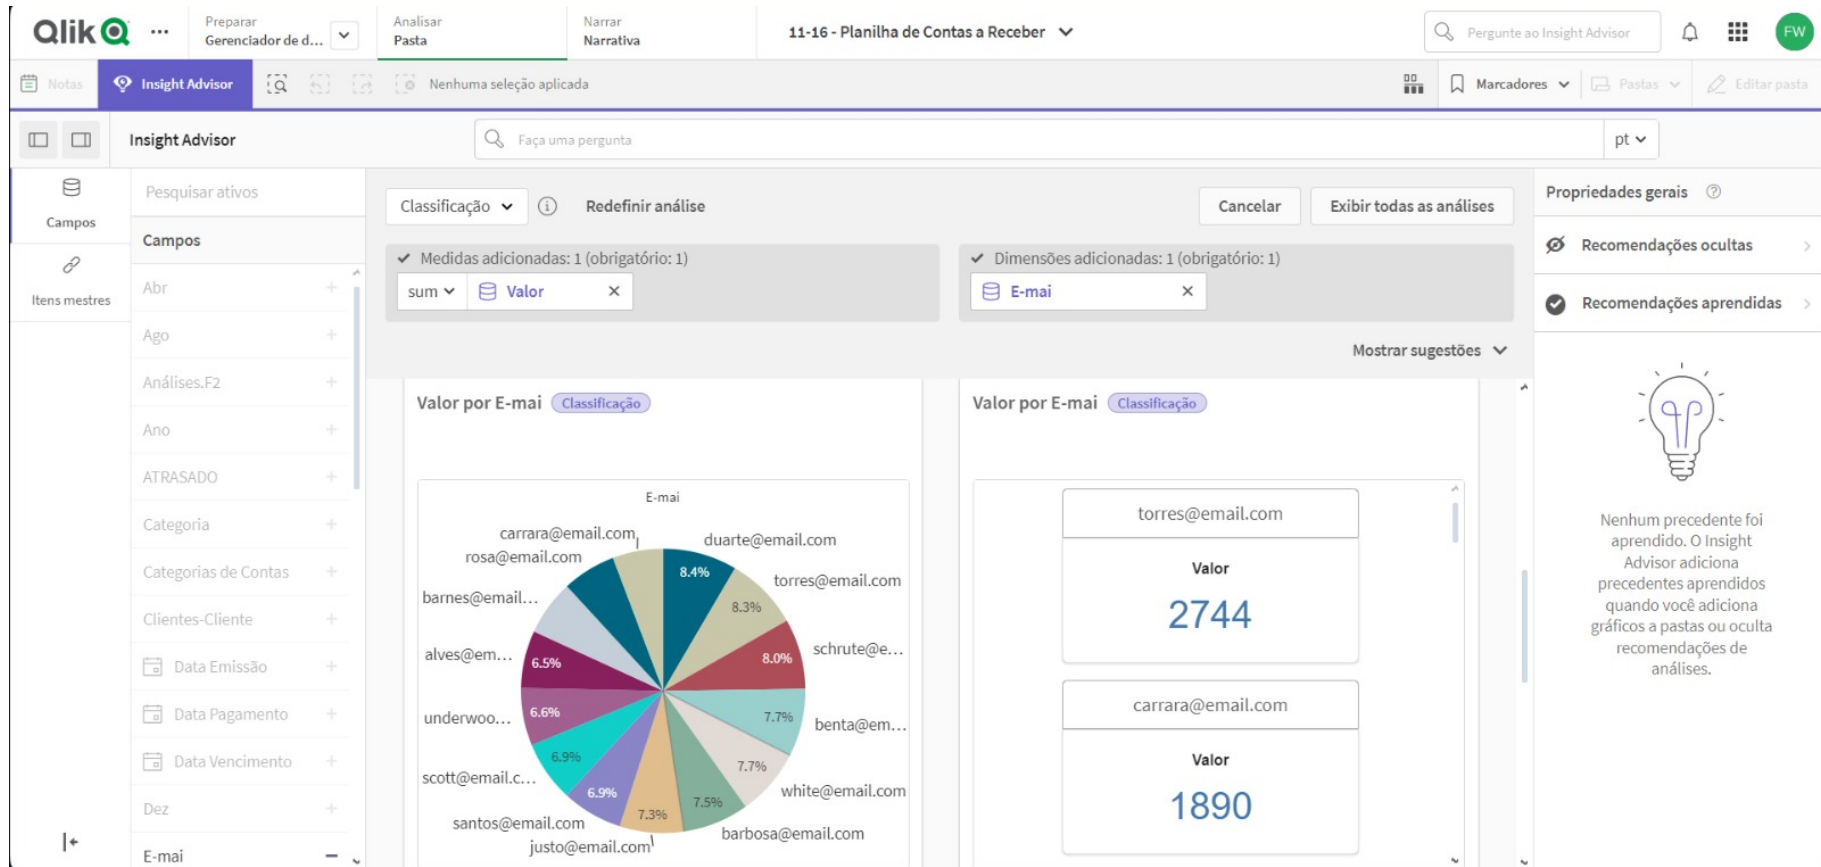 Qlik
Preparar
Gerenciador de d...
Analisar
Pasta
Narrar
Narrativa
11-16 - Planilha de Contas a Receber
Pergunte ao Insight Advisor
FW
Notas
Insight Advisor
Nenhuma seleção aplicada
Marcadores
Pastas
Editar pasta
Insight Advisor
Faça uma pergunta
pt
Campos
Itens mestres
Pesquisar ativos
Campos
Abr
Ago
Análises.F2
Ano
ATRASADO
Categoria
Categorias de Contas
Clientes-Cliente
Data Emissão
Data Pagamento
Data Vencimento
Dez
E-mai
Classificação
Redefinir análise
Cancelar
Exibir todas as análises
Medidas adicionadas: 1 (obrigatório: 1)
sum
Valor
Dimensões adicionadas: 1 (obrigatório: 1)
E-mai
Mostrar sugestões
Valor por E-mai Classificação
E-mai
carrara@email.com
duarte@email.com
rosa@email.com
8.4%
torres@email.com
barnes@email...
8.3%
schrute@e...
alves@em...
6.5%
8.0%
underwoo...
6.6%
7.7%
benta@em...
scott@email.c...
6.9%
7.7%
white@email.com
6.9%
7.5%
7.3%
santos@email.com
barbosa@email.com
justo@email.com
Valor por E-mai Classificação
torres@email.com
Valor
2744
carrara@email.com
Valor
1890
Propriedades gerais
Recomendações ocultas
Recomendações aprendidas
Nenhum precedente foi
aprendido. O Insight
Advisor adiciona
precedentes aprendidos
quando você adiciona
gráficos a pastas ou oculta
recomendações de
análises.